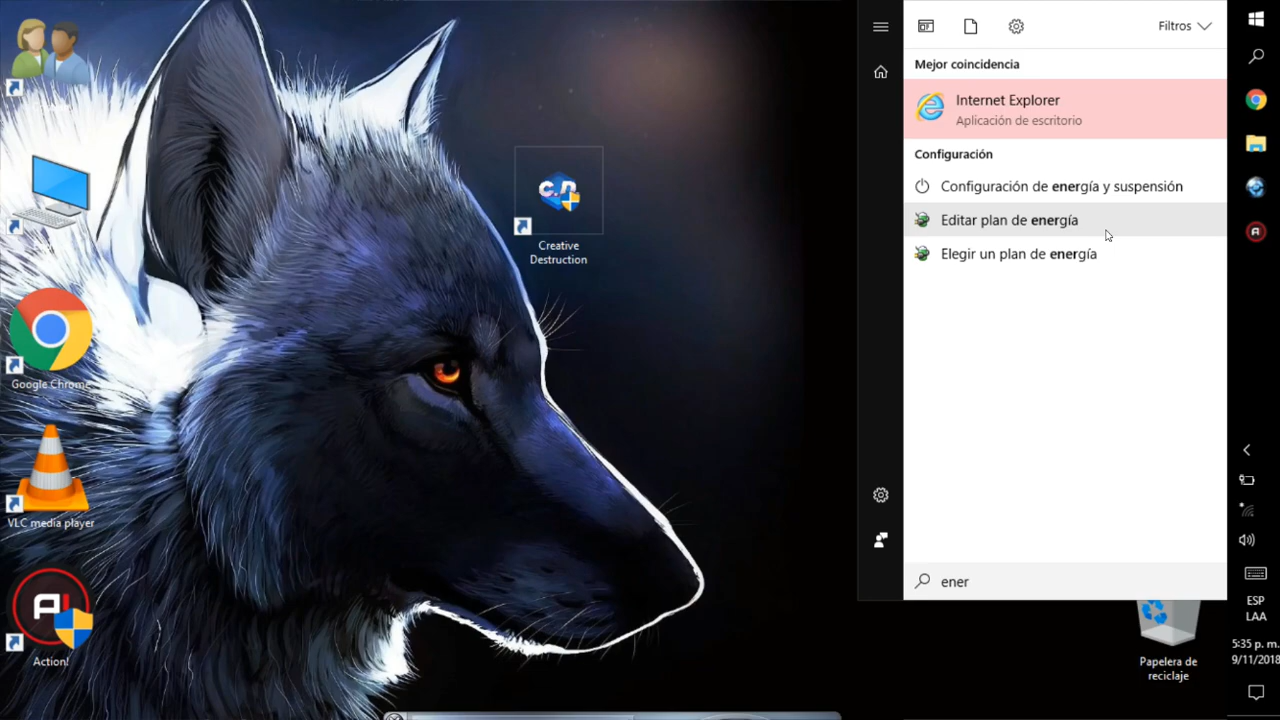 Google Chrome
VLC media player
Action!
Creative
Destruction
Filtros
Mejor coincidencia
Internet Explorer
Aplicación de escritorio
Configuración
Configuración de energía y suspensión
Editar plan de energía
Elegir un plan de energía
ener
Papelera de
reciclaje
ESP
LAA
5:35 p. m.
9/11/2018